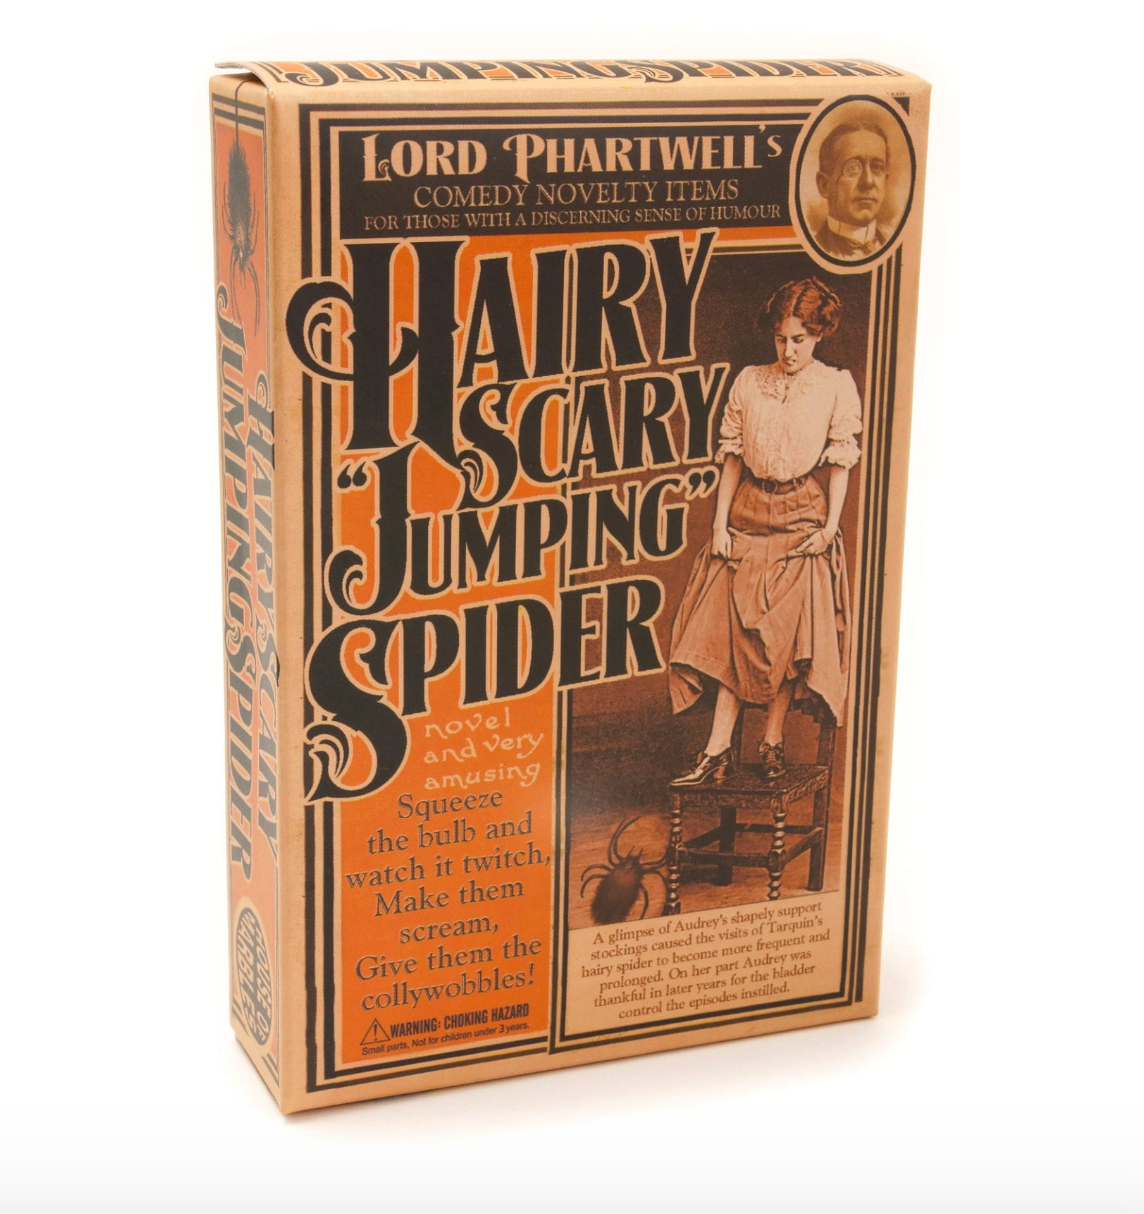 JUMPING SPIDER
LORD PHARTWELL'S
COMEDY NOVELTY ITEMS
FOR THOSE WITH A DISCERNING SENSE OF HUMOUR
HAIRY
SCARY
“JUMPING”
SPIDER
novel
and very
amusing
Squeeze
the bulb and
watch it twitch,
Make them
scream,
Give them the
collywobbles!
WARNING: CHOKING HAZARD
Small parts, Not for children under 3 years.
A glimpse of Audrey's shapely support
stockings caused the visits of Tarquin's
hairy spider to become more frequent and
prolonged. On her part Audrey was
thankful in later years for the bladder
control the episodes instilled.
HAIRY SCARY
JUMPING SPIDER
HOUSE OF
MARBLES